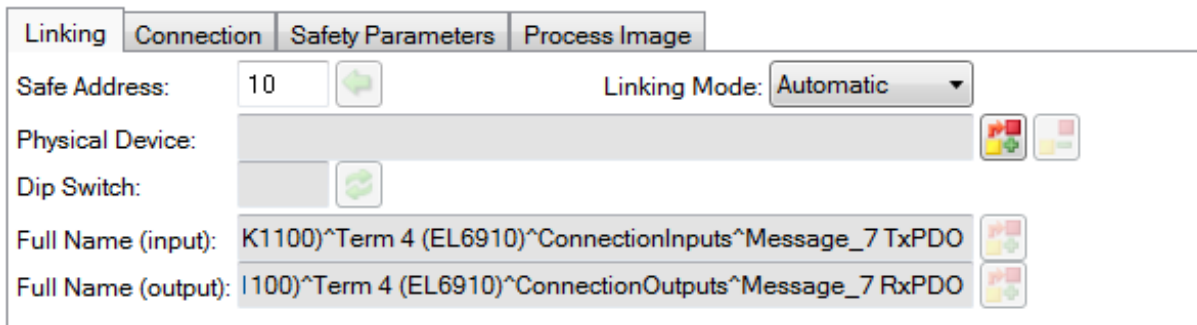 Linking Connection Safety Parameters Process Image
Safe Address: 10 Linking Mode: Automatic
Physical Device:
Dip Switch:
Full Name (input): K1100)^Term 4 (EL6910)^ConnectionInputs^Message_7 TxPDO
Full Name (output): 100)^Term 4 (EL6910)^ConnectionOutputs^Message_7 RxPDO